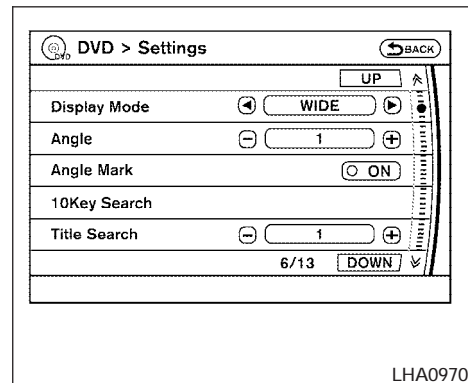 DVD DVD > Settings BACK
UP
Display Mode WIDE
Angle 1
Angle Mark ON
10Key Search
Title Search 1
6/13 DOWN
LHA0970